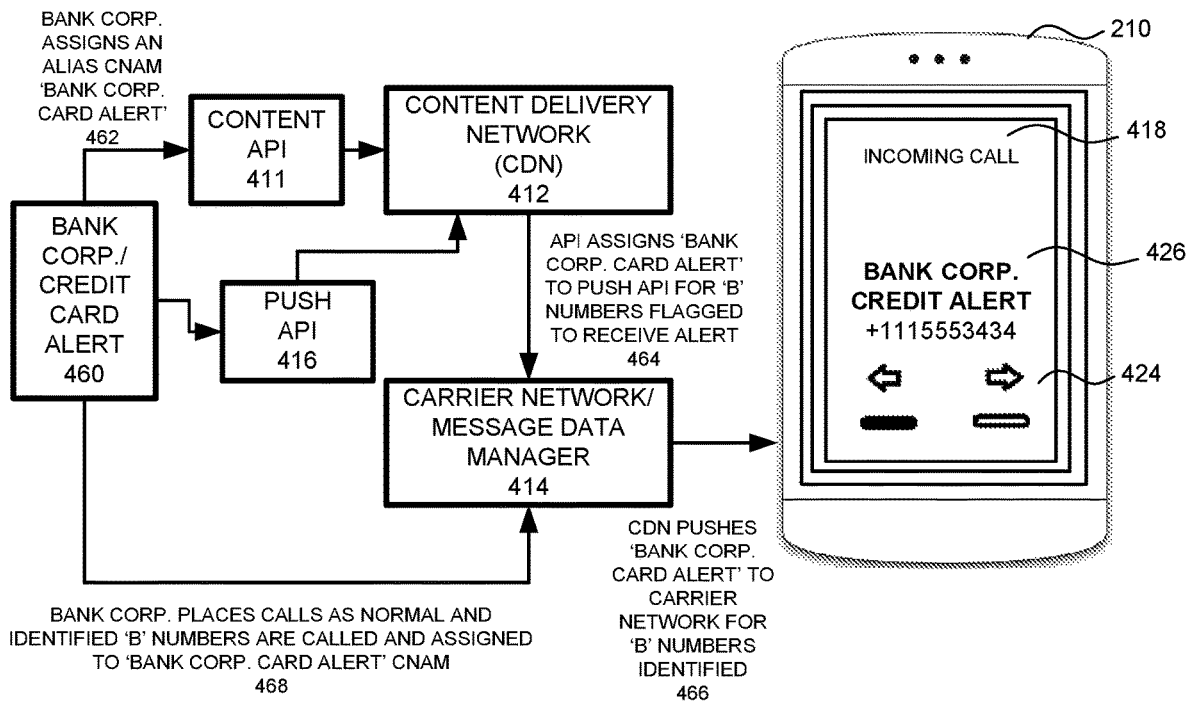 BANK CORP.
ASSIGNS AN
ALIAS CNAM
‘BANK CORP.
CARD ALERT’
462
CONTENT
API
411
CONTENT DELIVERY
NETWORK
(CDN)
412
BANK
CORP./
CREDIT
CARD
ALERT
460
PUSH
API
416
API ASSIGNS ‘BANK
CORP. CARD ALERT’
TO PUSH API FOR ‘B’
NUMBERS FLAGGED
TO RECEIVE ALERT
464
CARRIER NETWORK/
MESSAGE DATA
MANAGER
414
BANK CORP. PLACES CALLS AS NORMAL AND
IDENTIFIED ‘B’ NUMBERS ARE CALLED AND ASSIGNED
TO ‘BANK CORP. CARD ALERT’ CNAM
468
CDN PUSHES
‘BANK CORP.
CARD ALERT’ TO
CARRIER
NETWORK FOR
‘B’ NUMBERS
IDENTIFIED
466
210
418
INCOMING CALL
426
BANK CORP.
CREDIT ALERT
+1115553434
424